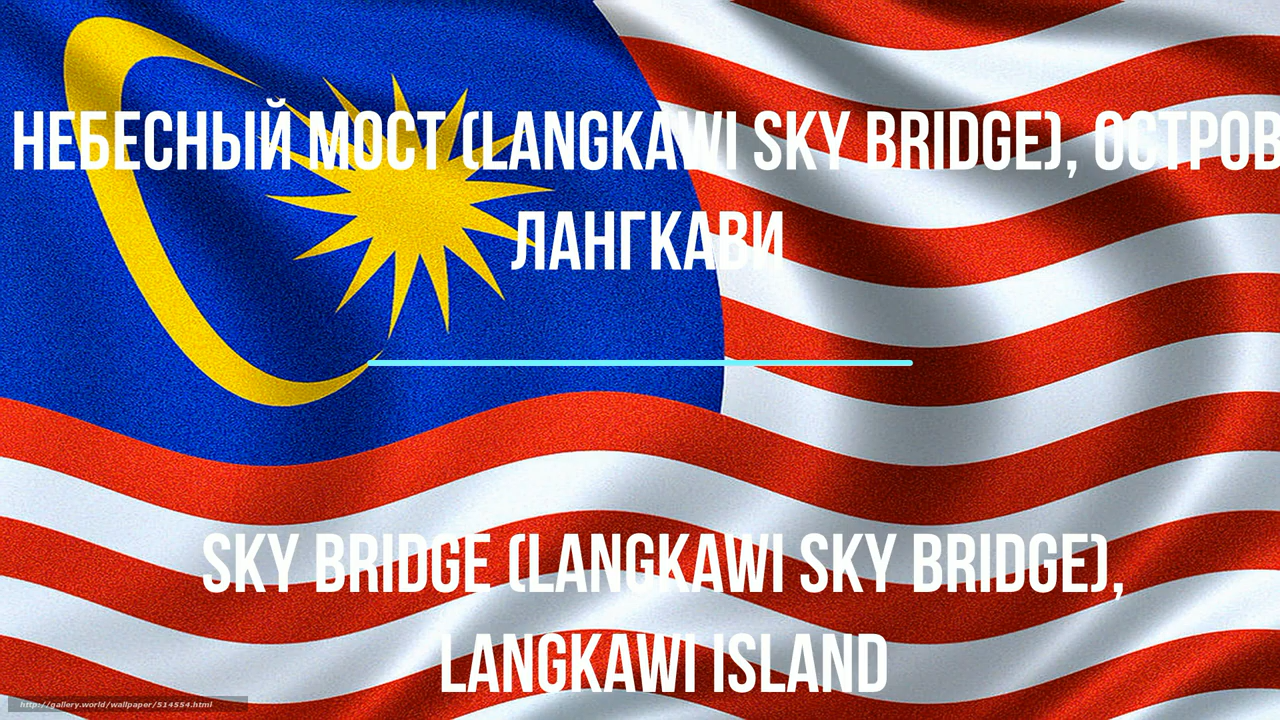 НЕБЕСНЫЙ МОСТ (LANGKAWI SKY BRIDGE), ОСТРОВ
ЛАНГКАВИ
SKY BRIDGE (LANGKAWI SKY BRIDGE),
LANGKAWI ISLAND
http://gallery.world/wallpaper/514554.html